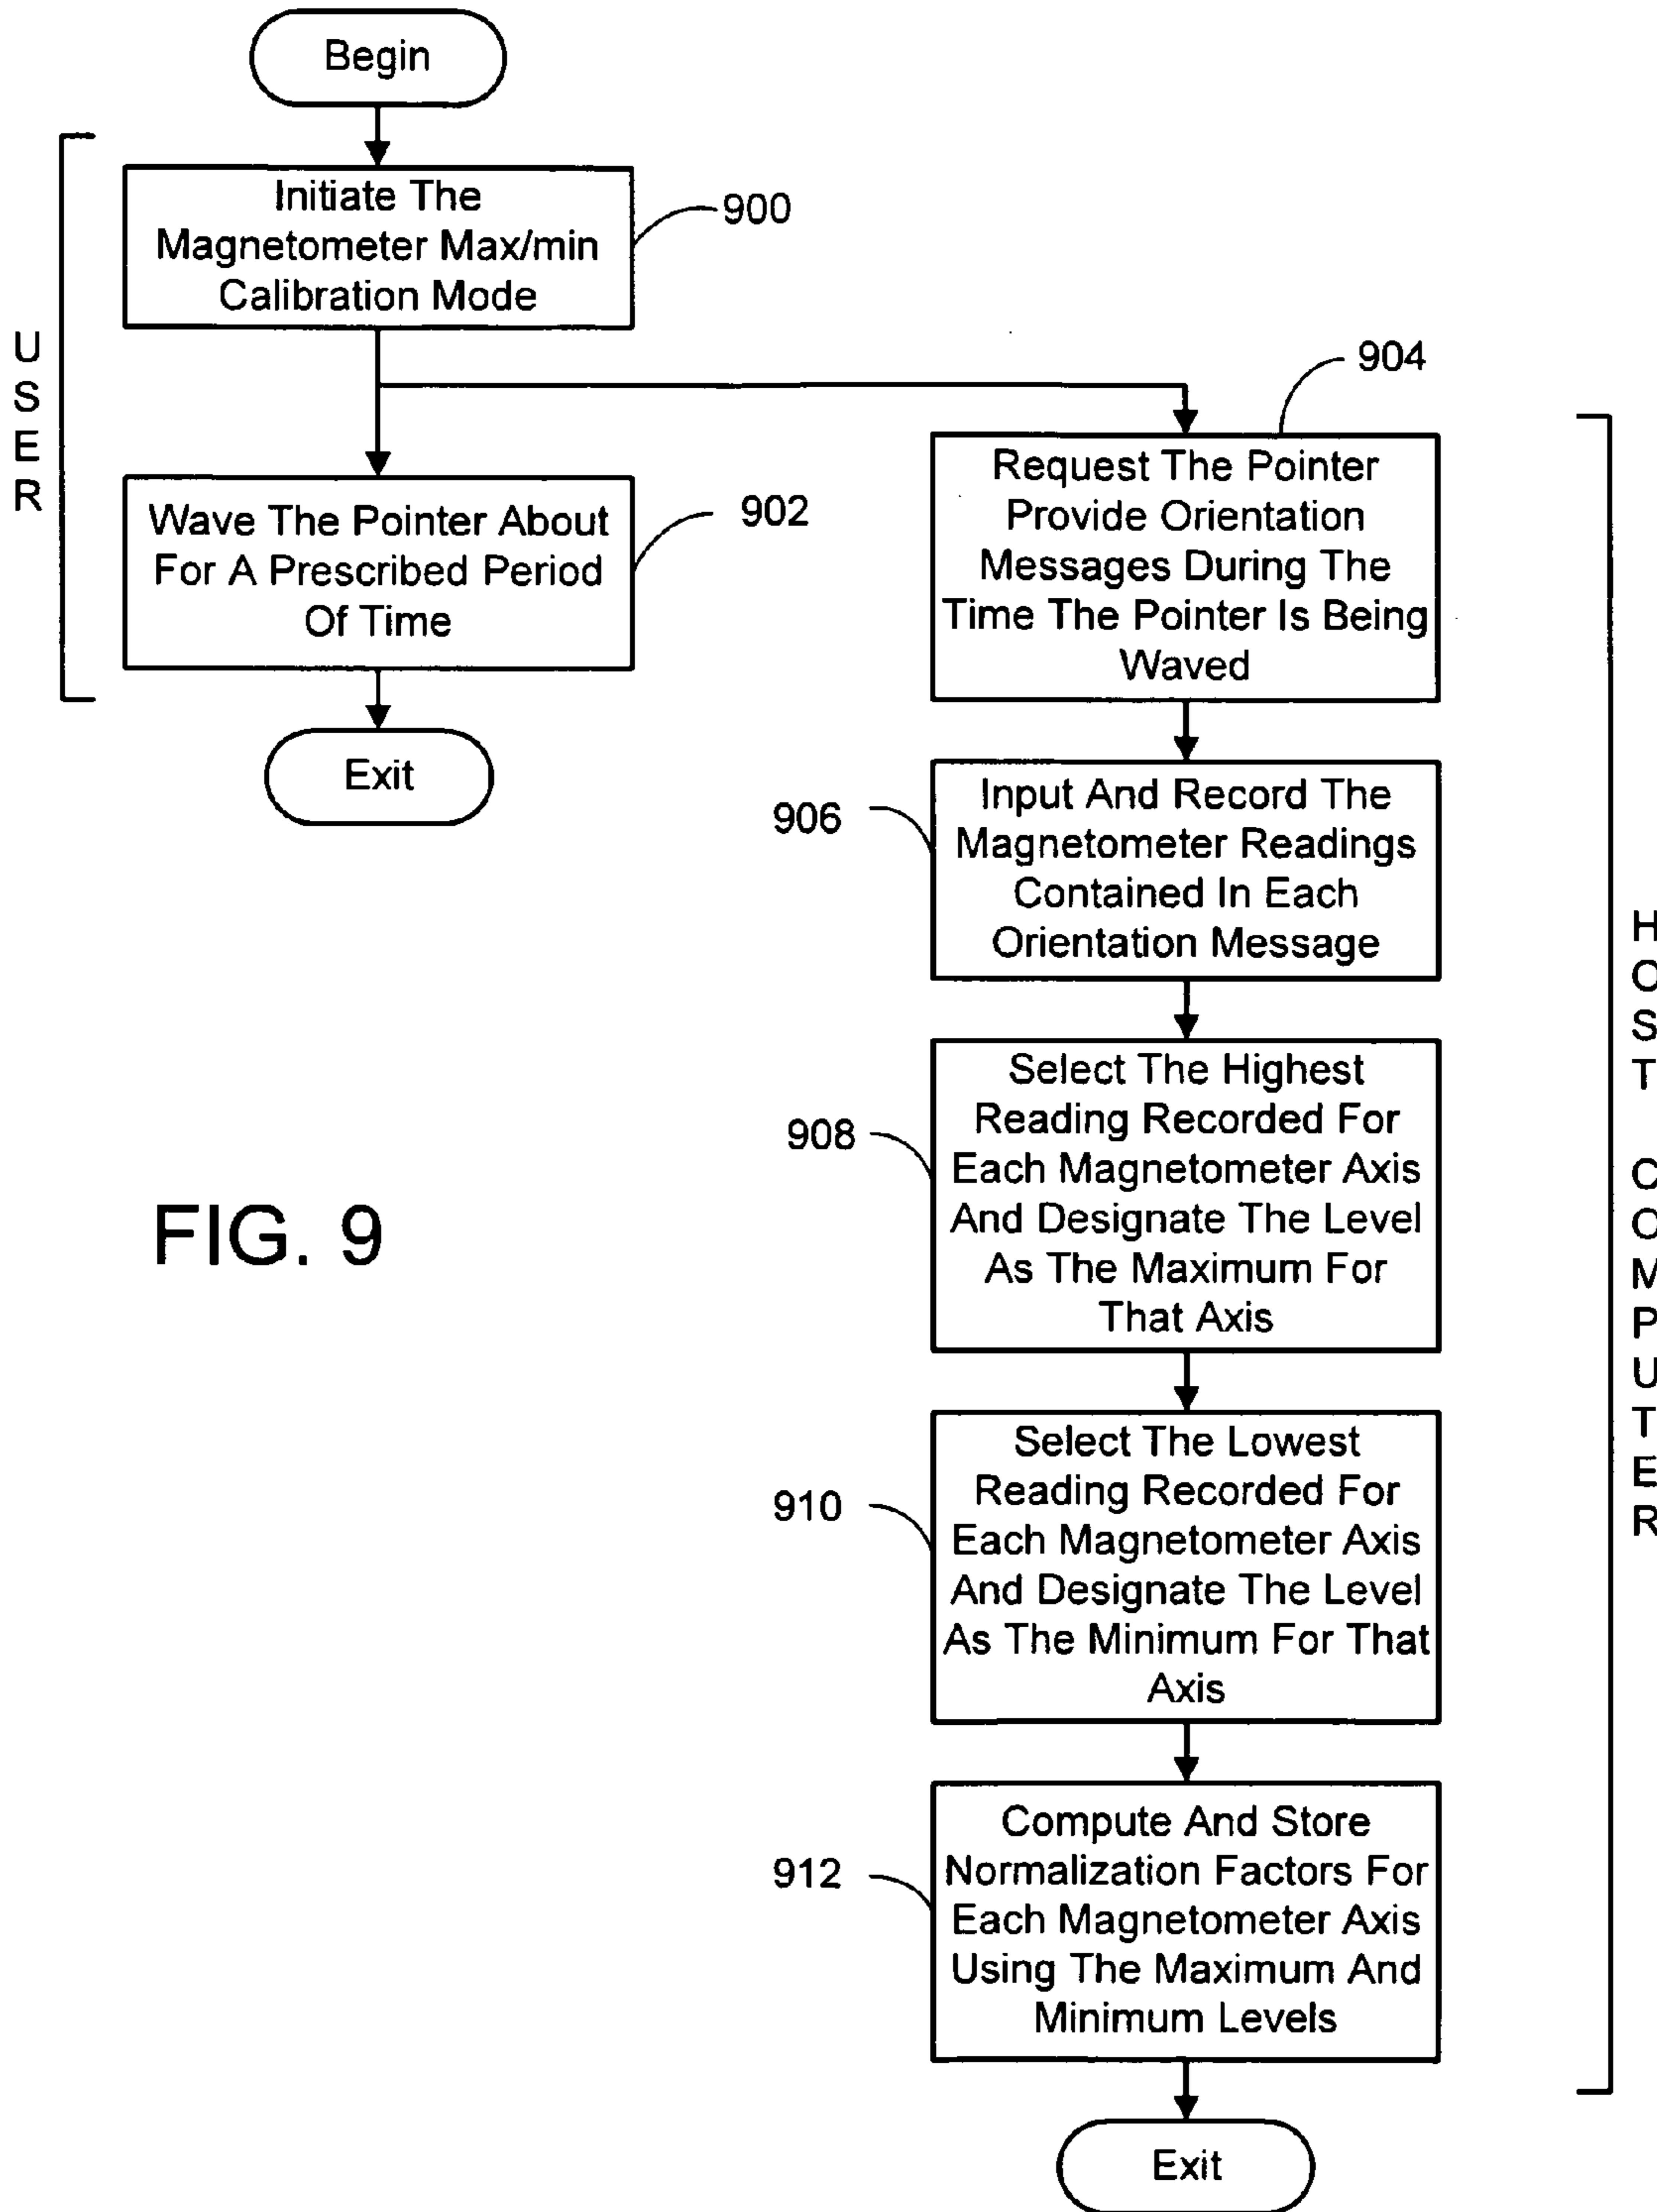 Begin
Initiate The
Magnetometer Max/min
Calibration Mode
900
USER
Wave The Pointer About
For A Prescribed Period
Of Time
902
Exit
904
Request The Pointer
Provide Orientation
Messages During The
Time The Pointer Is Being
Waved
906
Input And Record The
Magnetometer Readings
Contained In Each
Orientation Message
908
Select The Highest
Reading Recorded For
Each Magnetometer Axis
And Designate The Level
As The Maximum For
That Axis
910
Select The Lowest
Reading Recorded For
Each Magnetometer Axis
And Designate The Level
As The Minimum For That
Axis
912
Compute And Store
Normalization Factors For
Each Magnetometer Axis
Using The Maximum And
Minimum Levels
Exit
HOST COMPUTER
FIG. 9